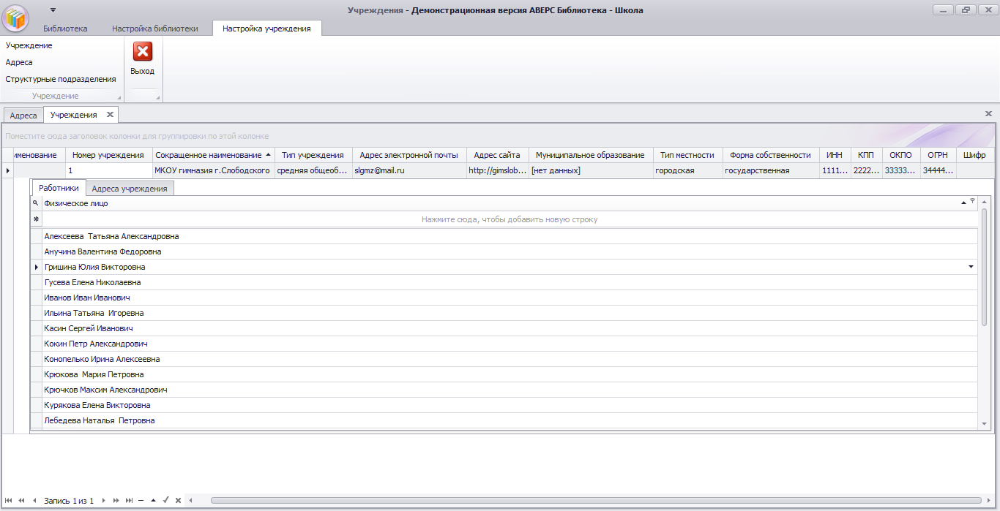 Учреждения - Демонстрационная версия АВЕРС Библиотека - Школа
Библиотека Настройка библиотеки Настройка учреждения
Учреждение
Адреса
Структурные подразделения
Учреждение
Выход
Адреса Учреждения
Поместите сюда заголовок колонки для группировки по этой колонке
именование Номер учреждения Сокращенное наименование Тип учреждения Адрес электронной почты Адрес сайта Муниципальное образование Тип местности Форма собственности ИНН КПП ОКПО ОГРН Шифр
1 МКОУ гимназия г.Слободского средняя общеоб... slgmz@mail.ru http://gimslob... [нет данных] городская государственная 1111... 2222... 33333... 34444...
Работники Адреса учреждения
Физическое лицо
Нажмите сюда, чтобы добавить новую строку
Алексеева Татьяна Александровна
Анучина Валентина Федоровна
Гришина Юлия Викторовна
Гусева Елена Николаевна
Иванов Иван Иванович
Ильина Татьяна Игоревна
Касин Сергей Иванович
Кокин Петр Александрович
Конопелько Ирина Алексеевна
Крюкова Мария Петровна
Крючков Максим Александрович
Курякова Елена Викторовна
Лебедева Наталья Петровна
Запись 1 из 1